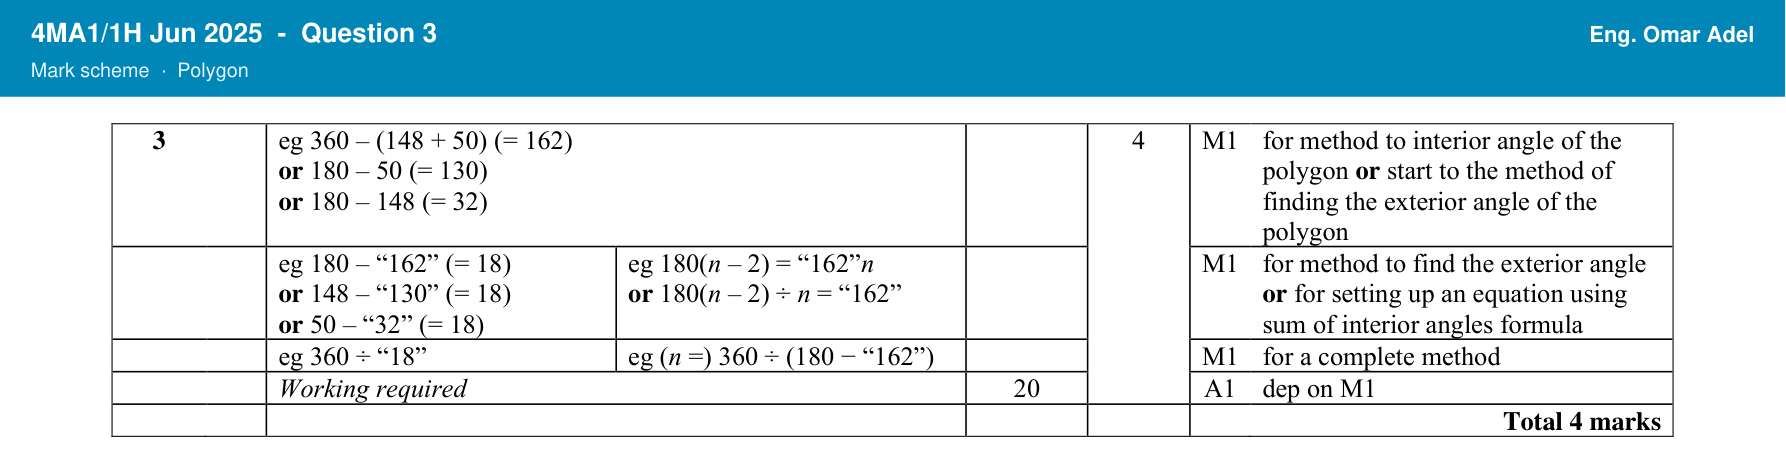 4MA1/1H Jun 2025 - Question 3
Eng. Omar Adel
Mark scheme · Polygon
3
eg 360 – (148 + 50) (= 162)
or 180 – 50 (= 130)
or 180 – 148 (= 32)
4
M1 for method to interior angle of the
polygon or start to the method of
finding the exterior angle of the
polygon
eg 180 – “162” (= 18)
or 148 – “130” (= 18)
or 50 – “32” (= 18)
eg 180(n – 2) = “162”n
or 180(n – 2) ÷ n = “162”
M1 for method to find the exterior angle
or for setting up an equation using
sum of interior angles formula
eg 360 ÷ “18”
eg (n =) 360 ÷ (180 − “162”)
M1 for a complete method
Working required
20
A1 dep on M1
Total 4 marks